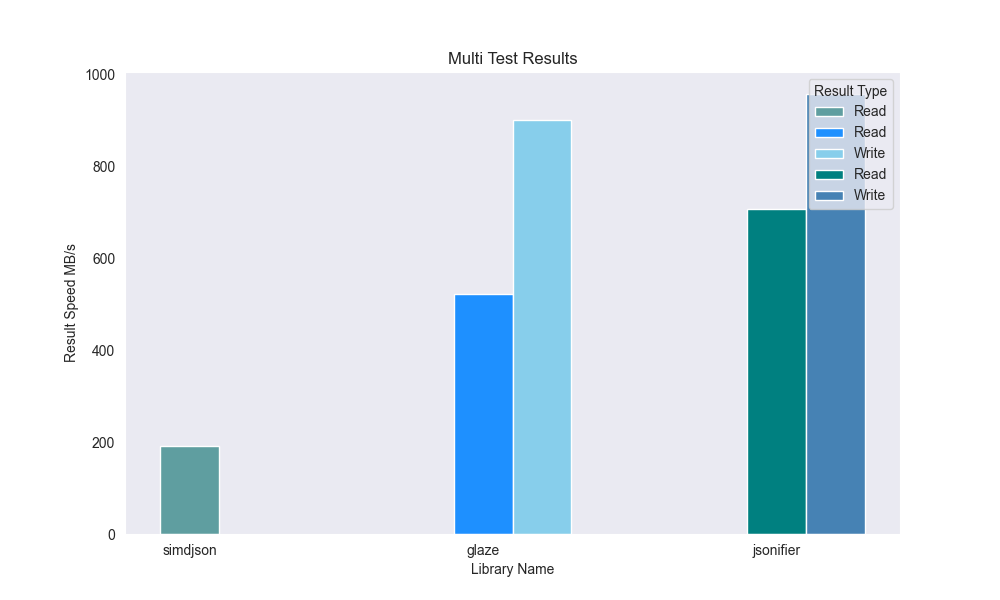 Multi Test Results
1000
800
600
400
200
0
Result Speed MB/s
Result Type
Read
Read
Write
Read
Write
simdjson
glaze
jsonifier
Library Name